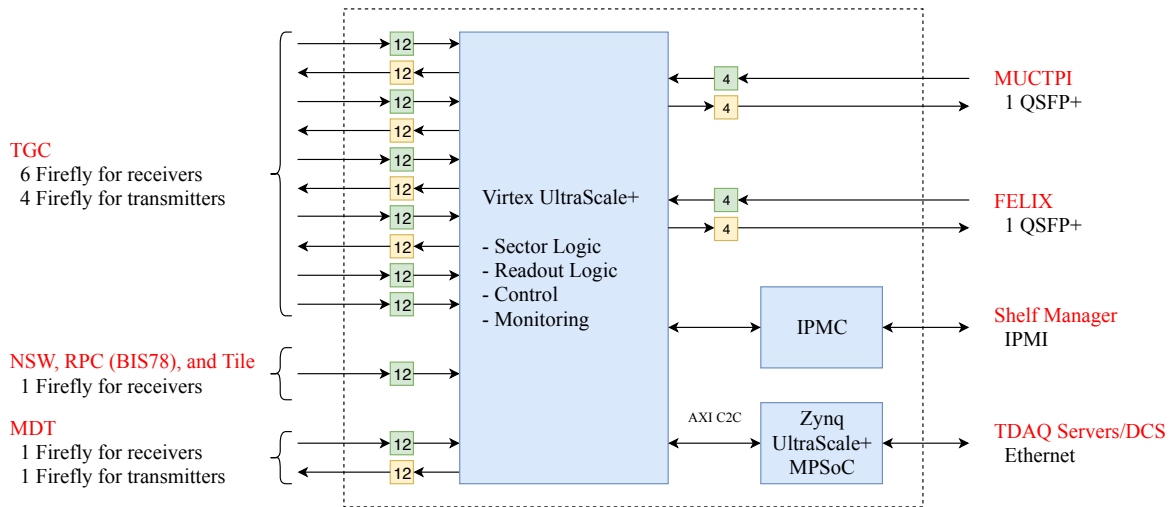 TGC
6 Firefly for receivers
4 Firefly for transmitters
NSW, RPC (BIS78), and Tile
1 Firefly for receivers
MDT
1 Firefly for receivers
1 Firefly for transmitters
12
12
12
12
12
12
12
12
12
12
12
12
12
Virtex UltraScale+
- Sector Logic
- Readout Logic
- Control
- Monitoring
4
4
4
4
IPMC
AXI C2C
Zynq
UltraScale+
MPSoC
MUCTPI
1 QSFP+
FELIX
1 QSFP+
Shelf Manager
IPMI
TDAQ Servers/DCS
Ethernet